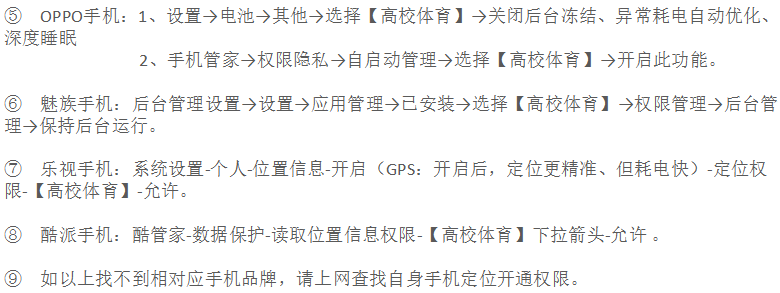 ⑤ OPPO手机：1、设置→电池→其他→选择【高校体育】→关闭后台冻结、异常耗电自动优化、
深度睡眠
2、手机管家→权限隐私→自启动管理→选择【高校体育】→开启此功能。
⑥ 魅族手机：后台管理设置→设置→应用管理→已安装→选择【高校体育】→权限管理→后台管
理→保持后台运行。
⑦ 乐视手机：系统设置-个人-位置信息-开启（GPS：开启后，定位更精准、但耗电快）-定位权
限-【高校体育】-允许。
⑧ 酷派手机：酷管家-数据保护-读取位置信息权限-【高校体育】下拉箭头-允许 。
⑨ 如以上找不到相对应手机品牌，请上网查找自身手机定位开通权限。